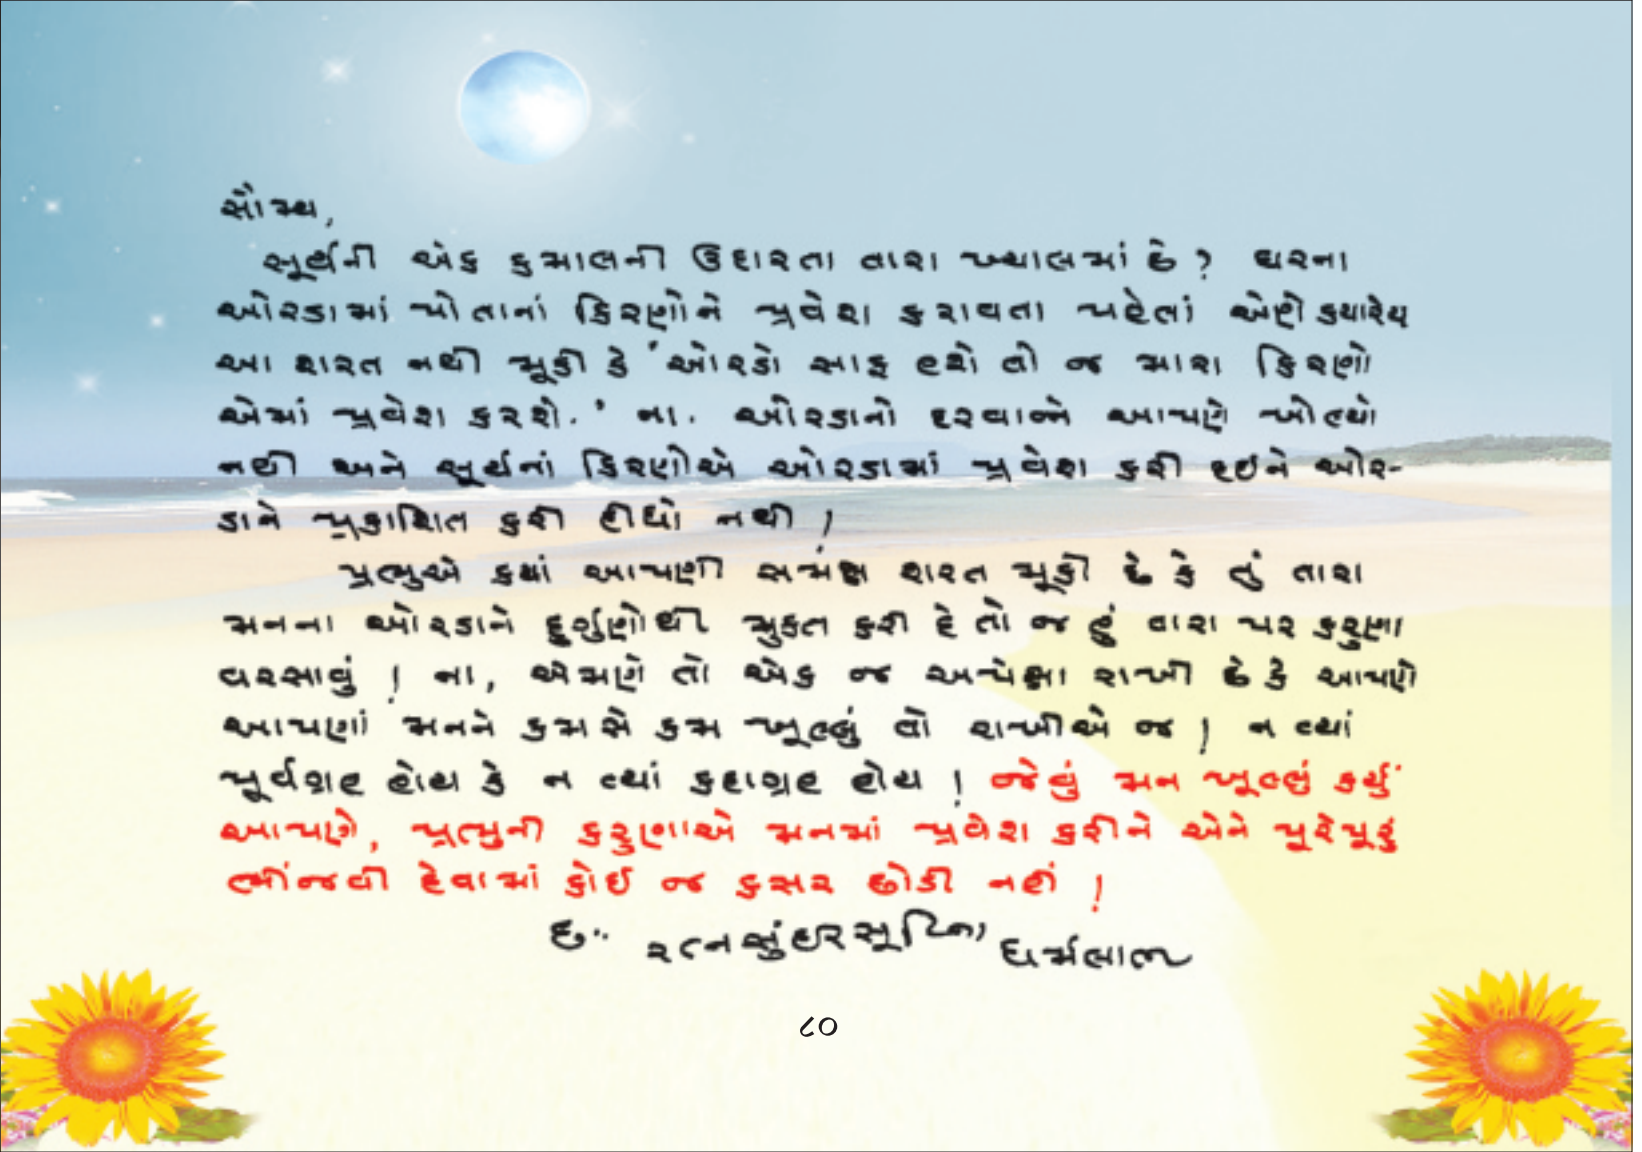 સૌમ્ય,
સૂર્યની એક કમાલની ઉદારતા તારા ખ્યાલમાં છે ? ઘરના
ઓરડામાં પોતાનાં કિરણોને પ્રવેશ કરાવતા પહેલાં એણે ક્યારેય
આ શરત નથી મૂકી કે 'ઓરડો સાફ હશે તો જ મારા કિરણો
એમાં પ્રવેશ કરશે.' ના. ઓરડાનો દરવાજો આપણે ખોલ્યો
નથી અને સૂર્યનાં કિરણોએ ઓરડામાં પ્રવેશ કરી દઈને ઓર-
ડાને પ્રકાશિત કરી દીધો નથી !
પ્રભુએ ક્યાં આપણી સમક્ષ શરત મૂકી છે કે તું તારા
મનના ઓરડાને દુર્ગુણોથી મુક્ત કરી દે તો જ હું તારા પર કરુણા
વરસાવું ! ના, એમણે તો એક જ અપેક્ષા રાખી છે કે આપણે
આપણાં મનને કમસે કમ ખુલ્લું તો રાખીએ જ ! ન ત્યાં
પૂર્વગ્રહ હોય કે ન ત્યાં કદાગ્રહ હોય ! જેવું મન ખુલ્લું કર્યું
આપણે, પ્રભુની કરુણાએ મનમાં પ્રવેશ કરીને એને પૂરેપૂરું
ભીંજવી દેવામાં કોઈ જ કસર છોડી નહીં !
દ.. રત્નસુંદરસૂરિના ધર્મલાભ
૮૦